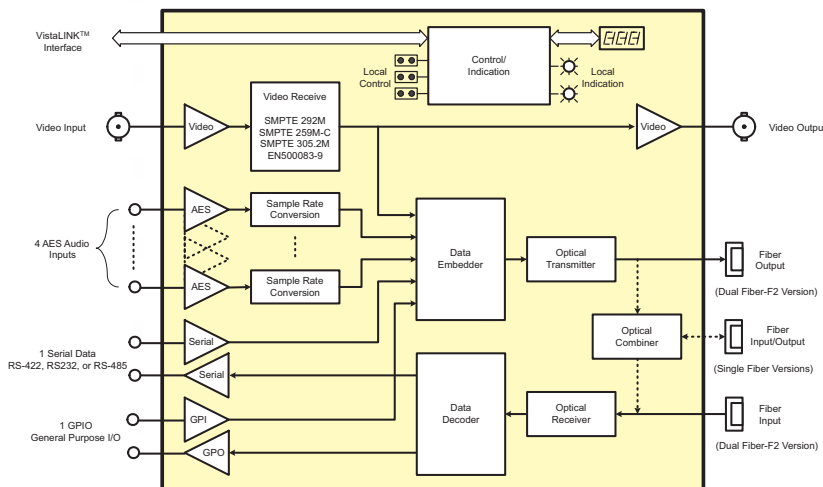 VistaLINK™
Interface
Control/
Indication
Local
Control
Local
Indication
Video Input
Video
Video Receive
SMPTE 292M
SMPTE 259M-C
SMPTE 305.2M
EN500083-9
Video
Video Outpu
4 AES Audio
Inputs
AES
Sample Rate
Conversion
AES
Sample Rate
Conversion
Data
Embedder
Optical
Transmitter
Fiber
Output
(Dual Fiber-F2 Version)
Optical
Combiner
Fiber
Input/Output
(Single Fiber Versions)
1 Serial Data
RS-422, RS232, or RS-485
Serial
Serial
1 GPIO
General Purpose I/O
GPI
GPO
Data
Decoder
Optical
Receiver
Fiber
Input
(Dual Fiber-F2 Version)